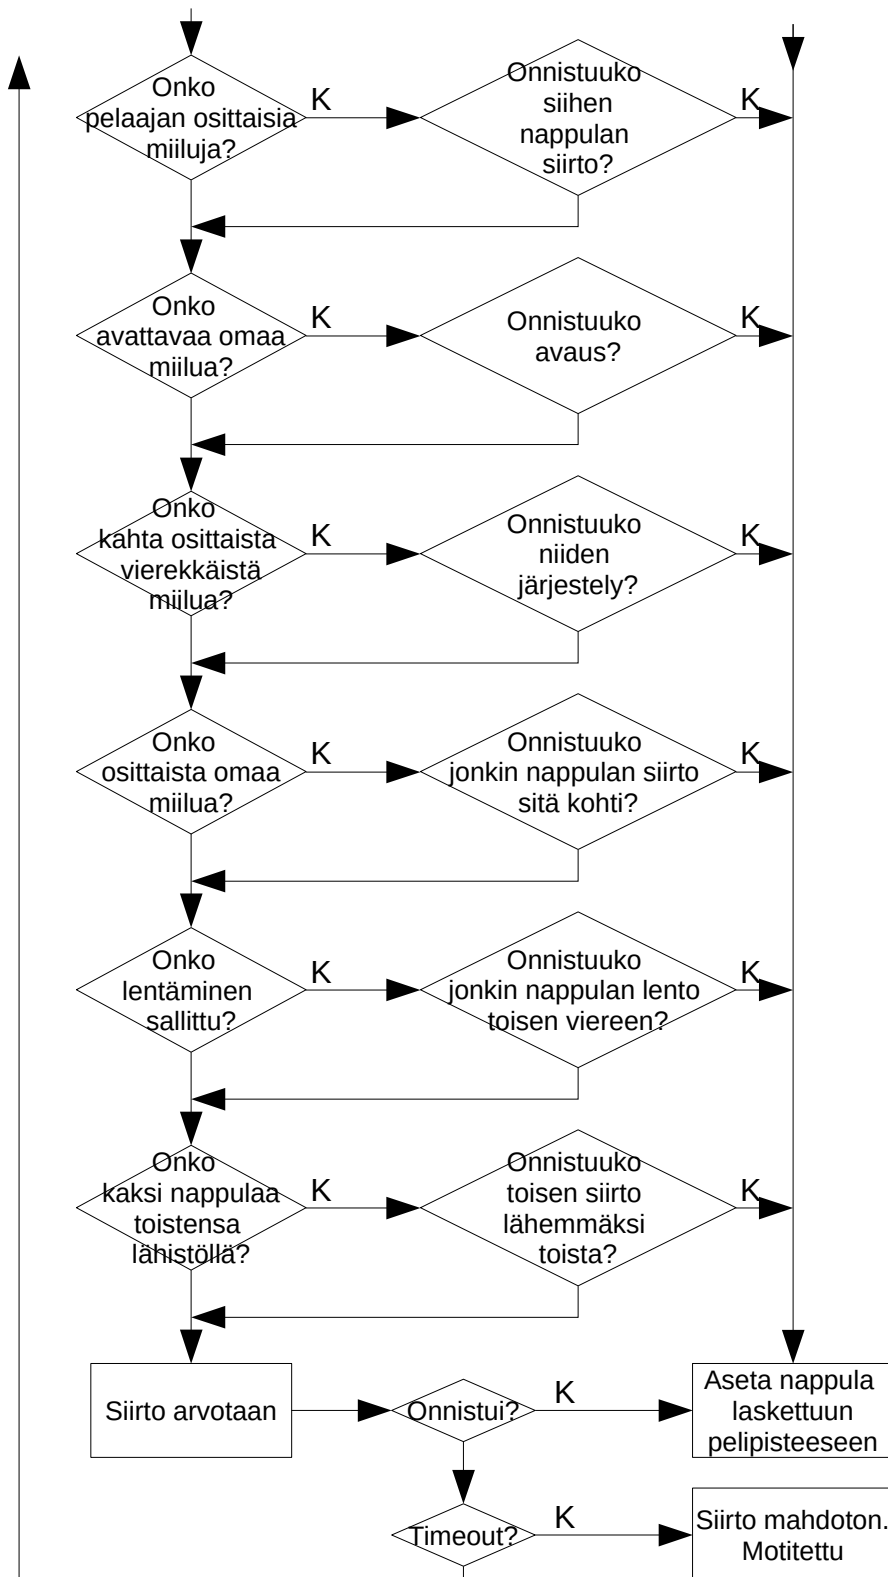 Onko
pelaajan osittaisia
miiluja?
K
Onnistuuko
siihen
nappulan
siirto?
K
Onko
avattavaa omaa
miilua?
K
Onnistuuko
avaus?
K
Onko
kahta osittaista
vierekkäistä
miilua?
K
Onnistuuko
niiden
järjestely?
K
Onko
osittaista omaa
miilua?
K
Onnistuuko
jonkin nappulan siirto
sitä kohti?
K
Onko
lentäminen
sallittu?
K
Onnistuuko
jonkin nappulan lento
toisen viereen?
K
Onko
kaksi nappulaa
toistensa
lähistöllä?
K
Onnistuuko
toisen siirto
lähemmäksi
toista?
K
Siirto arvotaan
Onnistui?
K
Aseta nappula
laskettuun
pelipisteeseen
Timeout?
K
Siirto mahdoton.
Motitettu